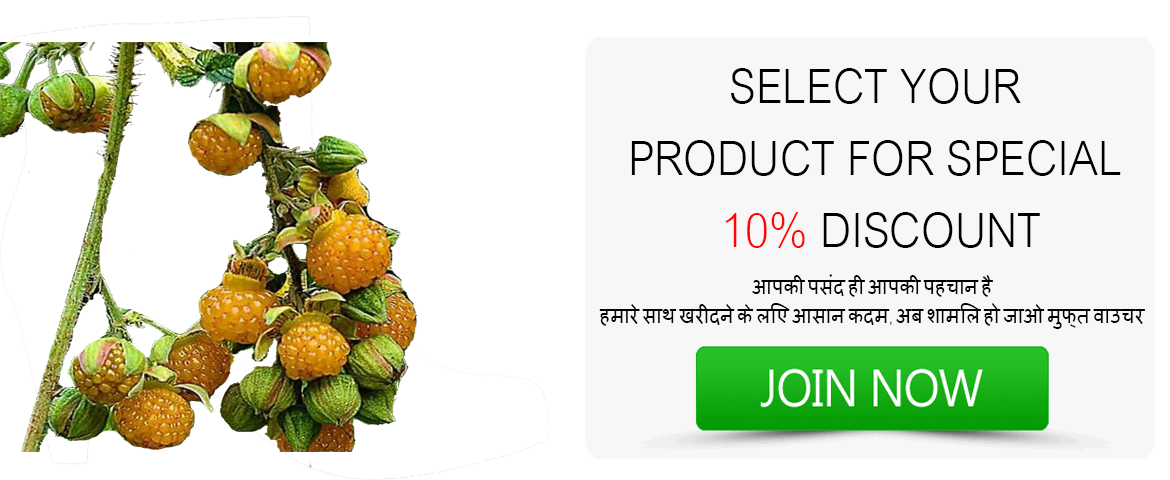 SELECT YOUR
PRODUCT FOR SPECIAL
10% DISCOUNT
आपकी पसंद ही आपकी पहचान है
हमारे साथ खरीदने के लिए आसान कदम, अब शामलि हो जाओ मुफ्त वाउचर
JOIN NOW